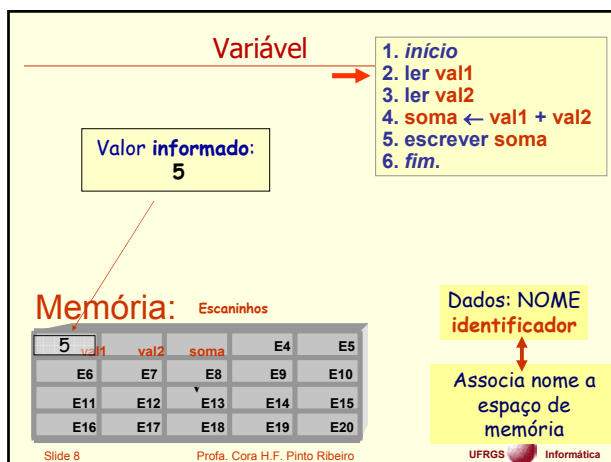 Variável
1. início
2. ler val1
3. ler val2
4. soma ← val1 + val2
5. escrever soma
6. fim.
Valor informado:
5
Memória: Escaninhos
5 val1 val2 soma E4 E5
E6 E7 E8 E9 E10
E11 E12 E13 E14 E15
E16 E17 E18 E19 E20
Dados: NOME
identificador
Associa nome a
espaço de
memória
Slide 8 Profa. Cora H.F. Pinto Ribeiro UFRGS Informática